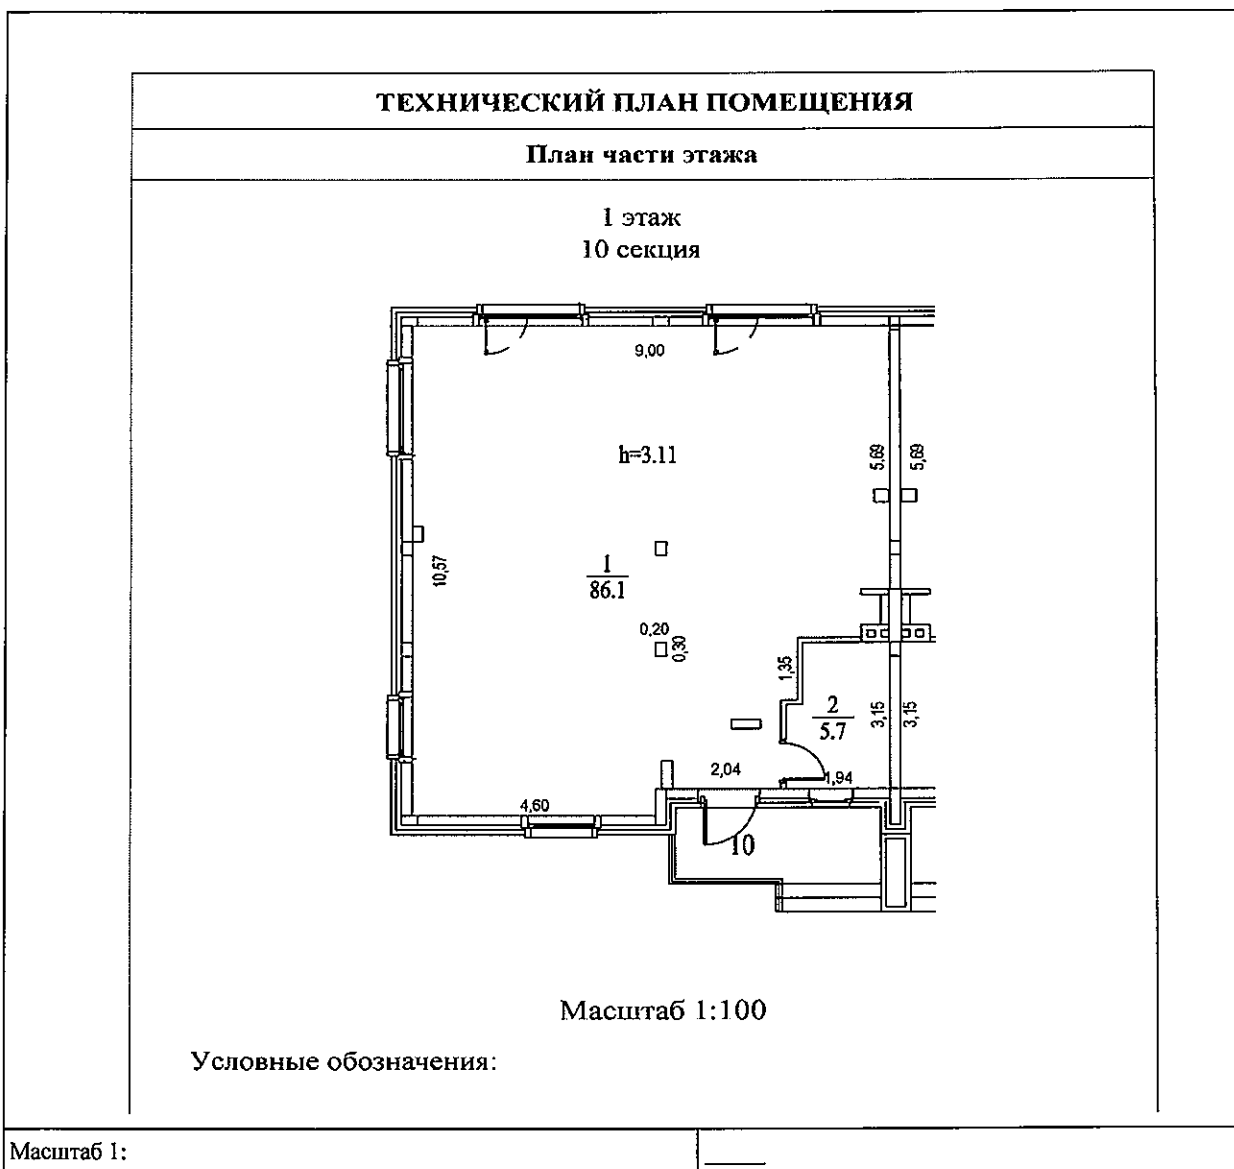 ТЕХНИЧЕСКИЙ ПЛАН ПОМЕЩЕНИЯ
План части этажа
1 этаж
10 секция
9,00
h=3.11
5,69
5,69
10,57
1
86.1
0,20
0,30
1,35
2
5.7
3,15
3,15
2,04
1,94
4,60
10
Масштаб 1:100
Условные обозначения:
Масштаб 1: